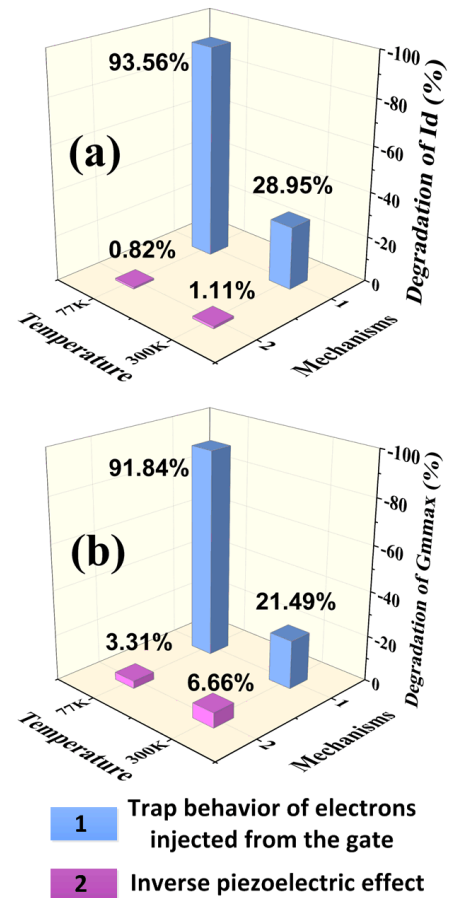 (a)
93.56%
28.95%
0.82%
1.11%
-100
-80
-60
-40
-20
0
Degradation of Id (%)
77K
300K
Temperature
1
2
Mechanisms
(b)
91.84%
21.49%
3.31%
6.66%
-100
-80
-60
-40
-20
0
Degradation of Gmmax (%)
77K
300K
Temperature
1
2
Mechanisms
1 Trap behavior of electrons
injected from the gate
2 Inverse piezoelectric effect